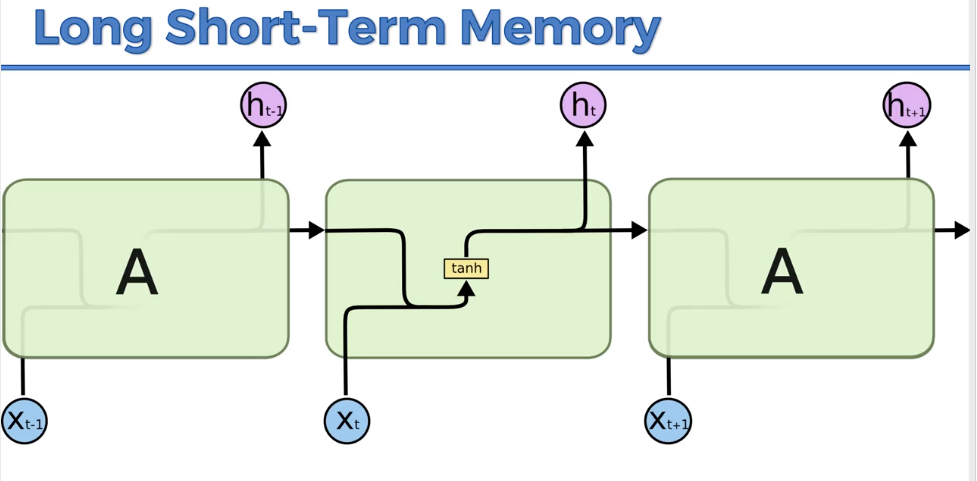 Long Short-Term Memory
ht-1
ht
ht+1
A
tanh
A
xt-1
xt
xt+1